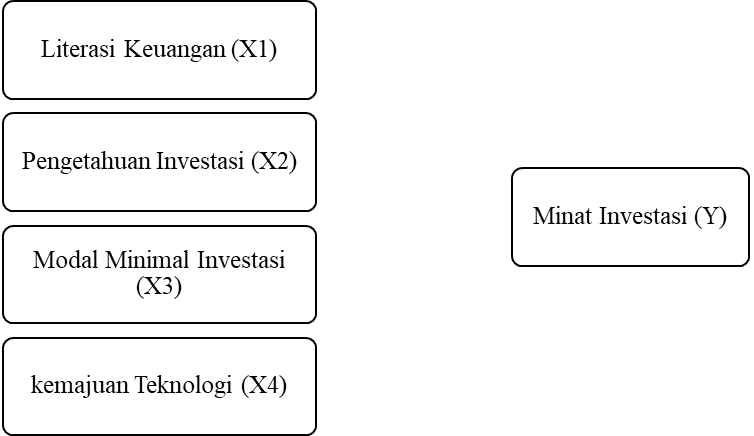 Literasi Keuangan (X1)
Pengetahuan Investasi (X2)
Modal Minimal Investasi
(X3)
kemajuan Teknologi (X4)
Minat Investasi (Y)